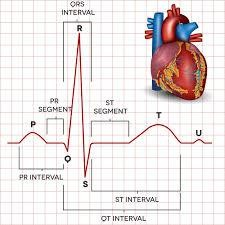 QRS
INTERVAL
R
PR
SEGMENT
ST
SEGMENT
P
T
U
Q
S
PR INTERVAL
ST INTERVAL
QT INTERVAL